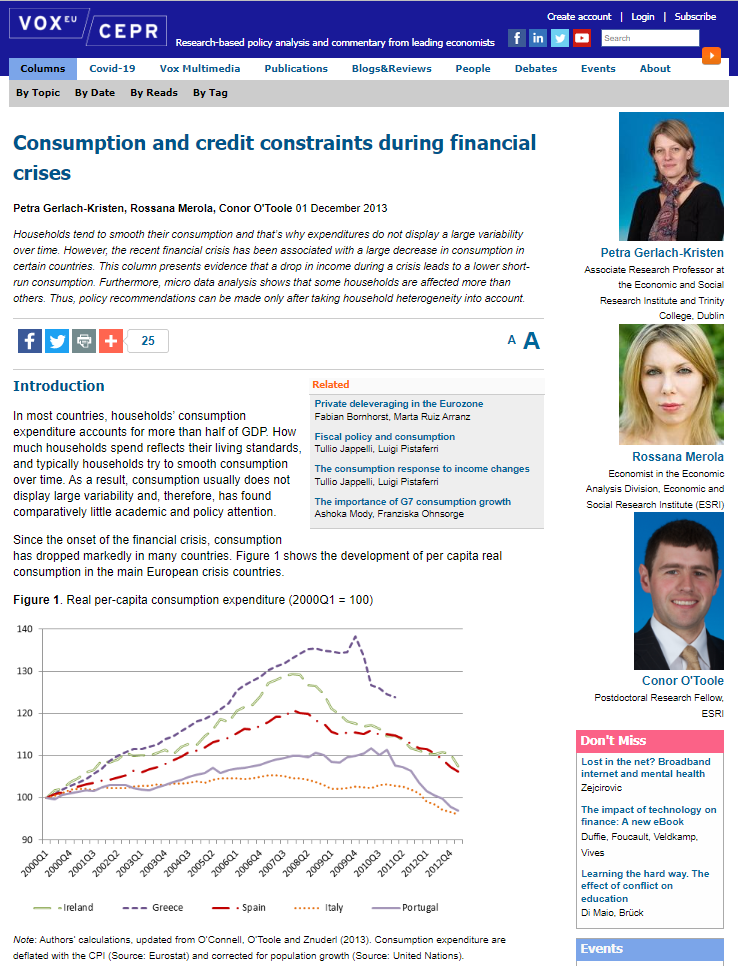 VOX EU
CEPR
Create account | Login | Subscribe
Research-based policy analysis and commentary from leading economists
Search
Columns Covid-19 Vox Multimedia Publications Blogs&Reviews People Debates Events About
By Topic By Date By Reads By Tag
Consumption and credit constraints during financial
crises
Petra Gerlach-Kristen, Rossana Merola, Conor O'Toole 01 December 2013
Households tend to smooth their consumption and that's why expenditures do not display a large variability
over time. However, the recent financial crisis has been associated with a large decrease in consumption in
certain countries. This column presents evidence that a drop in income during a crisis leads to a lower short-
run consumption. Furthermore, micro data analysis shows that some households are affected more than
others. Thus, policy recommendations can be made only after taking household heterogeneity into account.
25
A A
Introduction
In most countries, households' consumption
expenditure accounts for more than half of GDP. How
much households spend reflects their living standards,
and typically households try to smooth consumption
over time. As a result, consumption usually does not
display large variability and, therefore, has found
comparatively little academic and policy attention.
Related
Private deleveraging in the Eurozone
Fabian Bornhorst, Marta Ruiz Arranz
Fiscal policy and consumption
Tullio Jappelli, Luigi Pistaferri
The consumption response to income changes
Tullio Jappelli, Luigi Pistaferri
The importance of G7 consumption growth
Ashoka Mody, Franziska Ohnsorge
Since the onset of the financial crisis, consumption
has dropped markedly in many countries. Figure 1 shows the development of per capita real
consumption in the main European crisis countries.
Figure 1. Real per-capita consumption expenditure (2000Q1 = 100)
140
130
120
110
100
90
2000Q1 2000Q4 2001Q3 2002Q2 2003Q1 2003Q4 2004Q3 2005Q2 2006Q1 2006Q4 2007Q3 2008Q2 2009Q1 2009Q4 2010Q3 2011Q2 2012Q1 2012Q4
Ireland Greece Spain Italy Portugal
Note: Authors' calculations, updated from O'Connell, O'Toole and Znuderl (2013). Consumption expenditure are
deflated with the CPI (Source: Eurostat) and corrected for population growth (Source: United Nations).
Petra Gerlach-Kristen
Associate Research Professor at
the Economic and Social
Research Institute and Trinity
College, Dublin
Rossana Merola
Economist in the Economic
Analysis Division, Economic and
Social Research Institute (ESRI)
Conor O'Toole
Postdoctoral Research Fellow,
ESRI
Don't Miss
Lost in the net? Broadband
internet and mental health
Zejcirovic
The impact of technology on
finance: A new eBook
Duffie, Foucault, Veldkamp,
Vives
Learning the hard way. The
effect of conflict on
education
Di Maio, Brück
Events